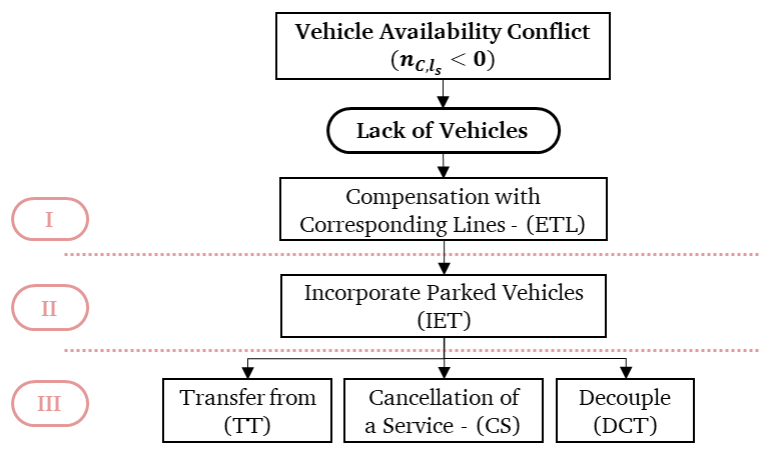 Vehicle Availability Conflict
(n_{C,l_s} < 0)
Lack of Vehicles
I
Compensation with
Corresponding Lines - (ETL)
II
Incorporate Parked Vehicles
(IET)
III
Transfer from
(TT)
Cancellation of
a Service - (CS)
Decouple
(DCT)